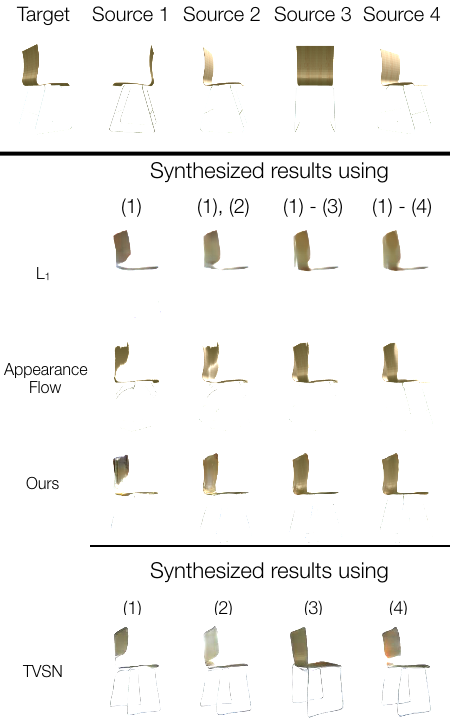 Target Source 1 Source 2 Source 3 Source 4
Synthesized results using
(1) (1), (2) (1) - (3) (1) - (4)
L₁
Appearance
Flow
Ours
Synthesized results using
(1) (2) (3) (4)
TVSN